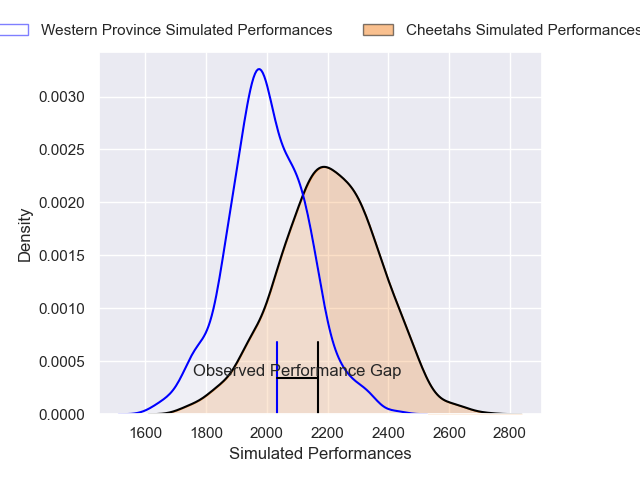 Western Province Simulated Performances
Cheetahs Simulated Performances
0.0030
0.0025
0.0020
0.0015
0.0010
0.0005
0.0000
Density
Observed Performance Gap
1600 1800 2000 2200 2400 2600 2800
Simulated Performances